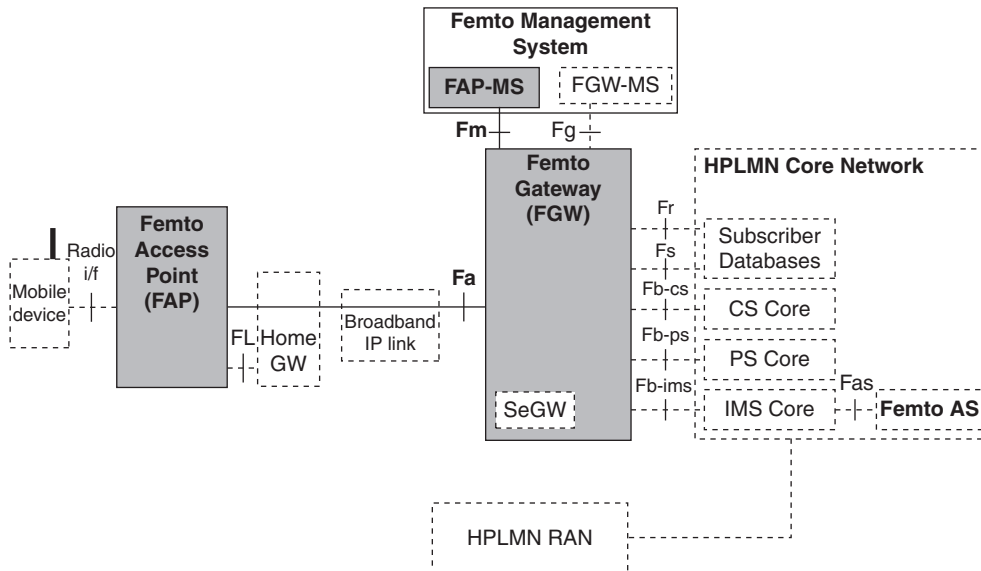 Femto Management
System
FAP-MS
FGW-MS
Fm
Fg
Femto
Gateway
(FGW)
HPLMN Core Network
Fr
Subscriber
Databases
Fs
Femto
Access
Point
(FAP)
Radio
i/f
Mobile
device
Fa
Fb-cs
CS Core
Broadband
IP link
FL
Home
GW
Fb-ps
PS Core
Fb-ims
IMS Core
Fas
Femto AS
SeGW
HPLMN RAN